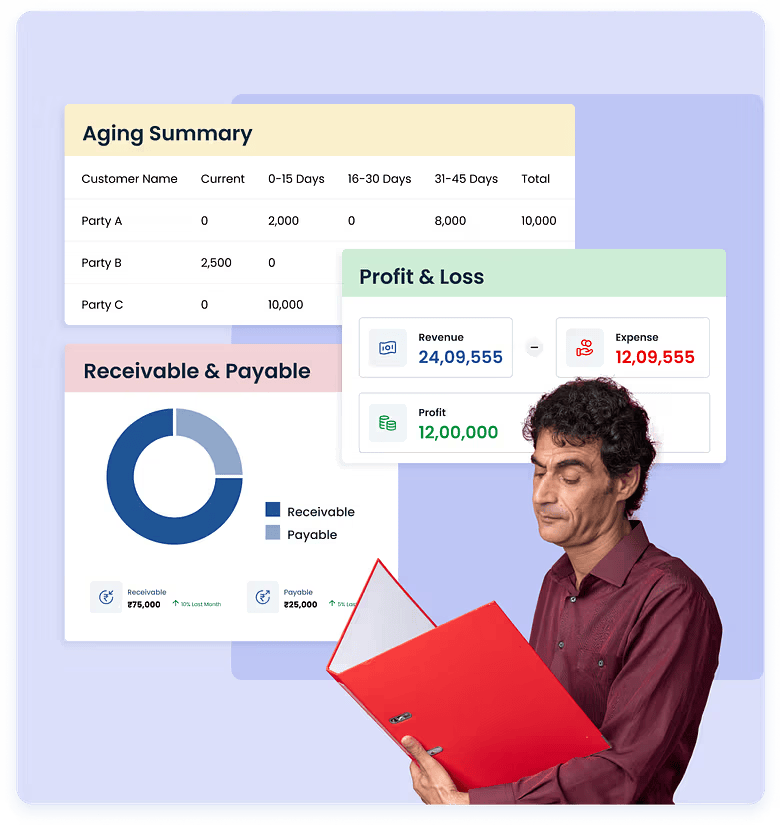 Aging Summary
Customer Name Current 0-15 Days 16-30 Days 31-45 Days Total
Party A 0 2,000 0 8,000 10,000
Party B 2,500 0
Party C 0 10,000
Profit & Loss
Revenue
24,09,555
-
Expense
12,09,555
Profit
12,00,000
Receivable & Payable
Receivable
Payable
Receivable
₹75,000 ↑ 10% Last Month
Payable
₹25,000 ↑ 5%